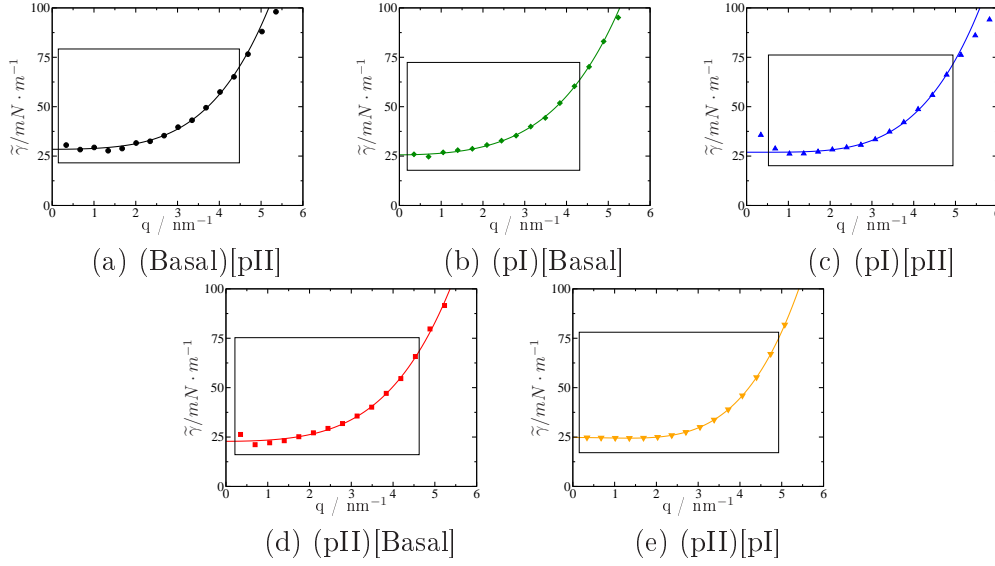 100
75
50
25
0
γ̃/mN · m⁻¹
0 1 2 3 4 5 6
q / nm⁻¹
(a) (Basal)[pII]
100
75
50
25
0
γ̃/mN · m⁻¹
0 1 2 3 4 5 6
q / nm⁻¹
(b) (pI)[Basal]
100
75
50
25
0
γ̃/mN · m⁻¹
0 1 2 3 4 5 6
q / nm⁻¹
(c) (pI)[pII]
100
75
50
25
0
γ̃/mN · m⁻¹
0 1 2 3 4 5 6
q / nm⁻¹
(d) (pII)[Basal]
100
75
50
25
0
γ̃/mN · m⁻¹
0 1 2 3 4 5 6
q / nm⁻¹
(e) (pII)[pI]